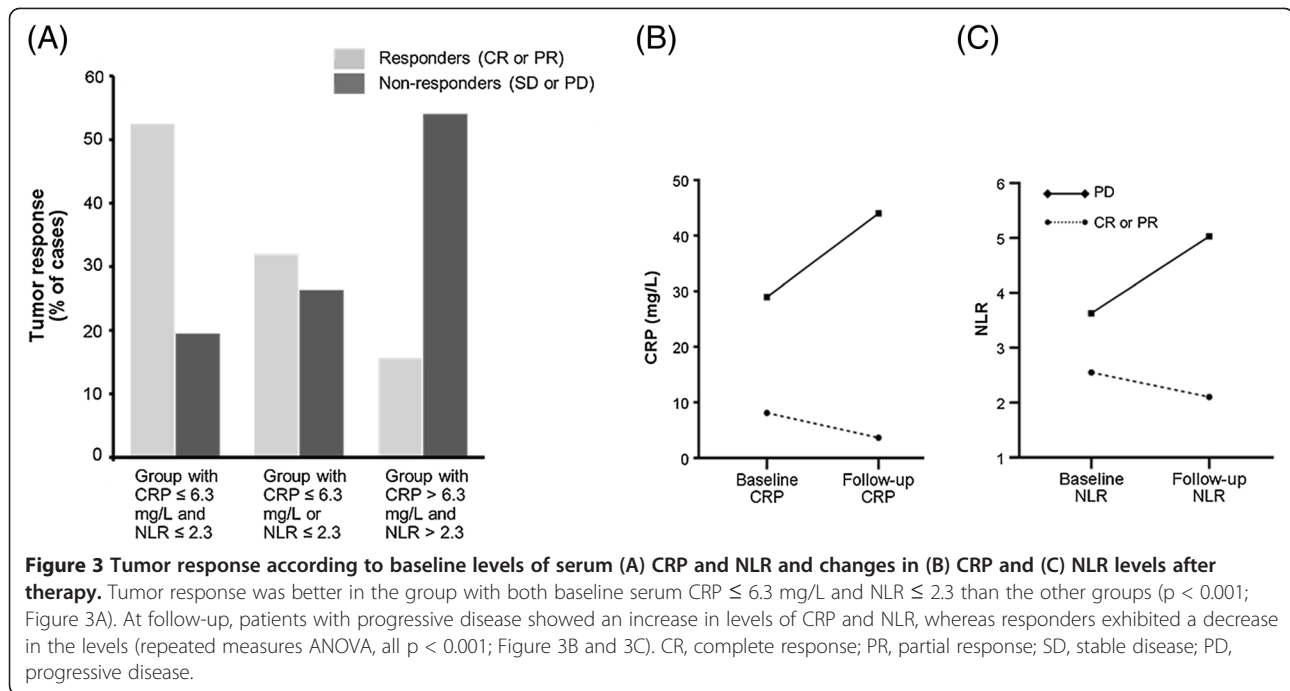 (A)
Responders (CR or PR)
Non-responders (SD or PD)
60
50
40
30
20
10
0
Tumor response
(% of cases)
Group with
CRP ≤ 6.3
mg/L and
NLR ≤ 2.3
Group with
CRP ≤ 6.3
mg/L or
NLR ≤ 2.3
Group with
CRP > 6.3
mg/L and
NLR > 2.3
(B)
50
40
30
20
10
0
CRP (mg/L)
Baseline
CRP
Follow-up
CRP
(C)
PD
CR or PR
6
5
4
3
2
1
NLR
Baseline
NLR
Follow-up
NLR
Figure 3 Tumor response according to baseline levels of serum (A) CRP and NLR and changes in (B) CRP and (C) NLR levels after
therapy. Tumor response was better in the group with both baseline serum CRP ≤ 6.3 mg/L and NLR ≤ 2.3 than the other groups (p < 0.001;
Figure 3A). At follow-up, patients with progressive disease showed an increase in levels of CRP and NLR, whereas responders exhibited a decrease
in the levels (repeated measures ANOVA, all p < 0.001; Figure 3B and 3C). CR, complete response; PR, partial response; SD, stable disease; PD,
progressive disease.